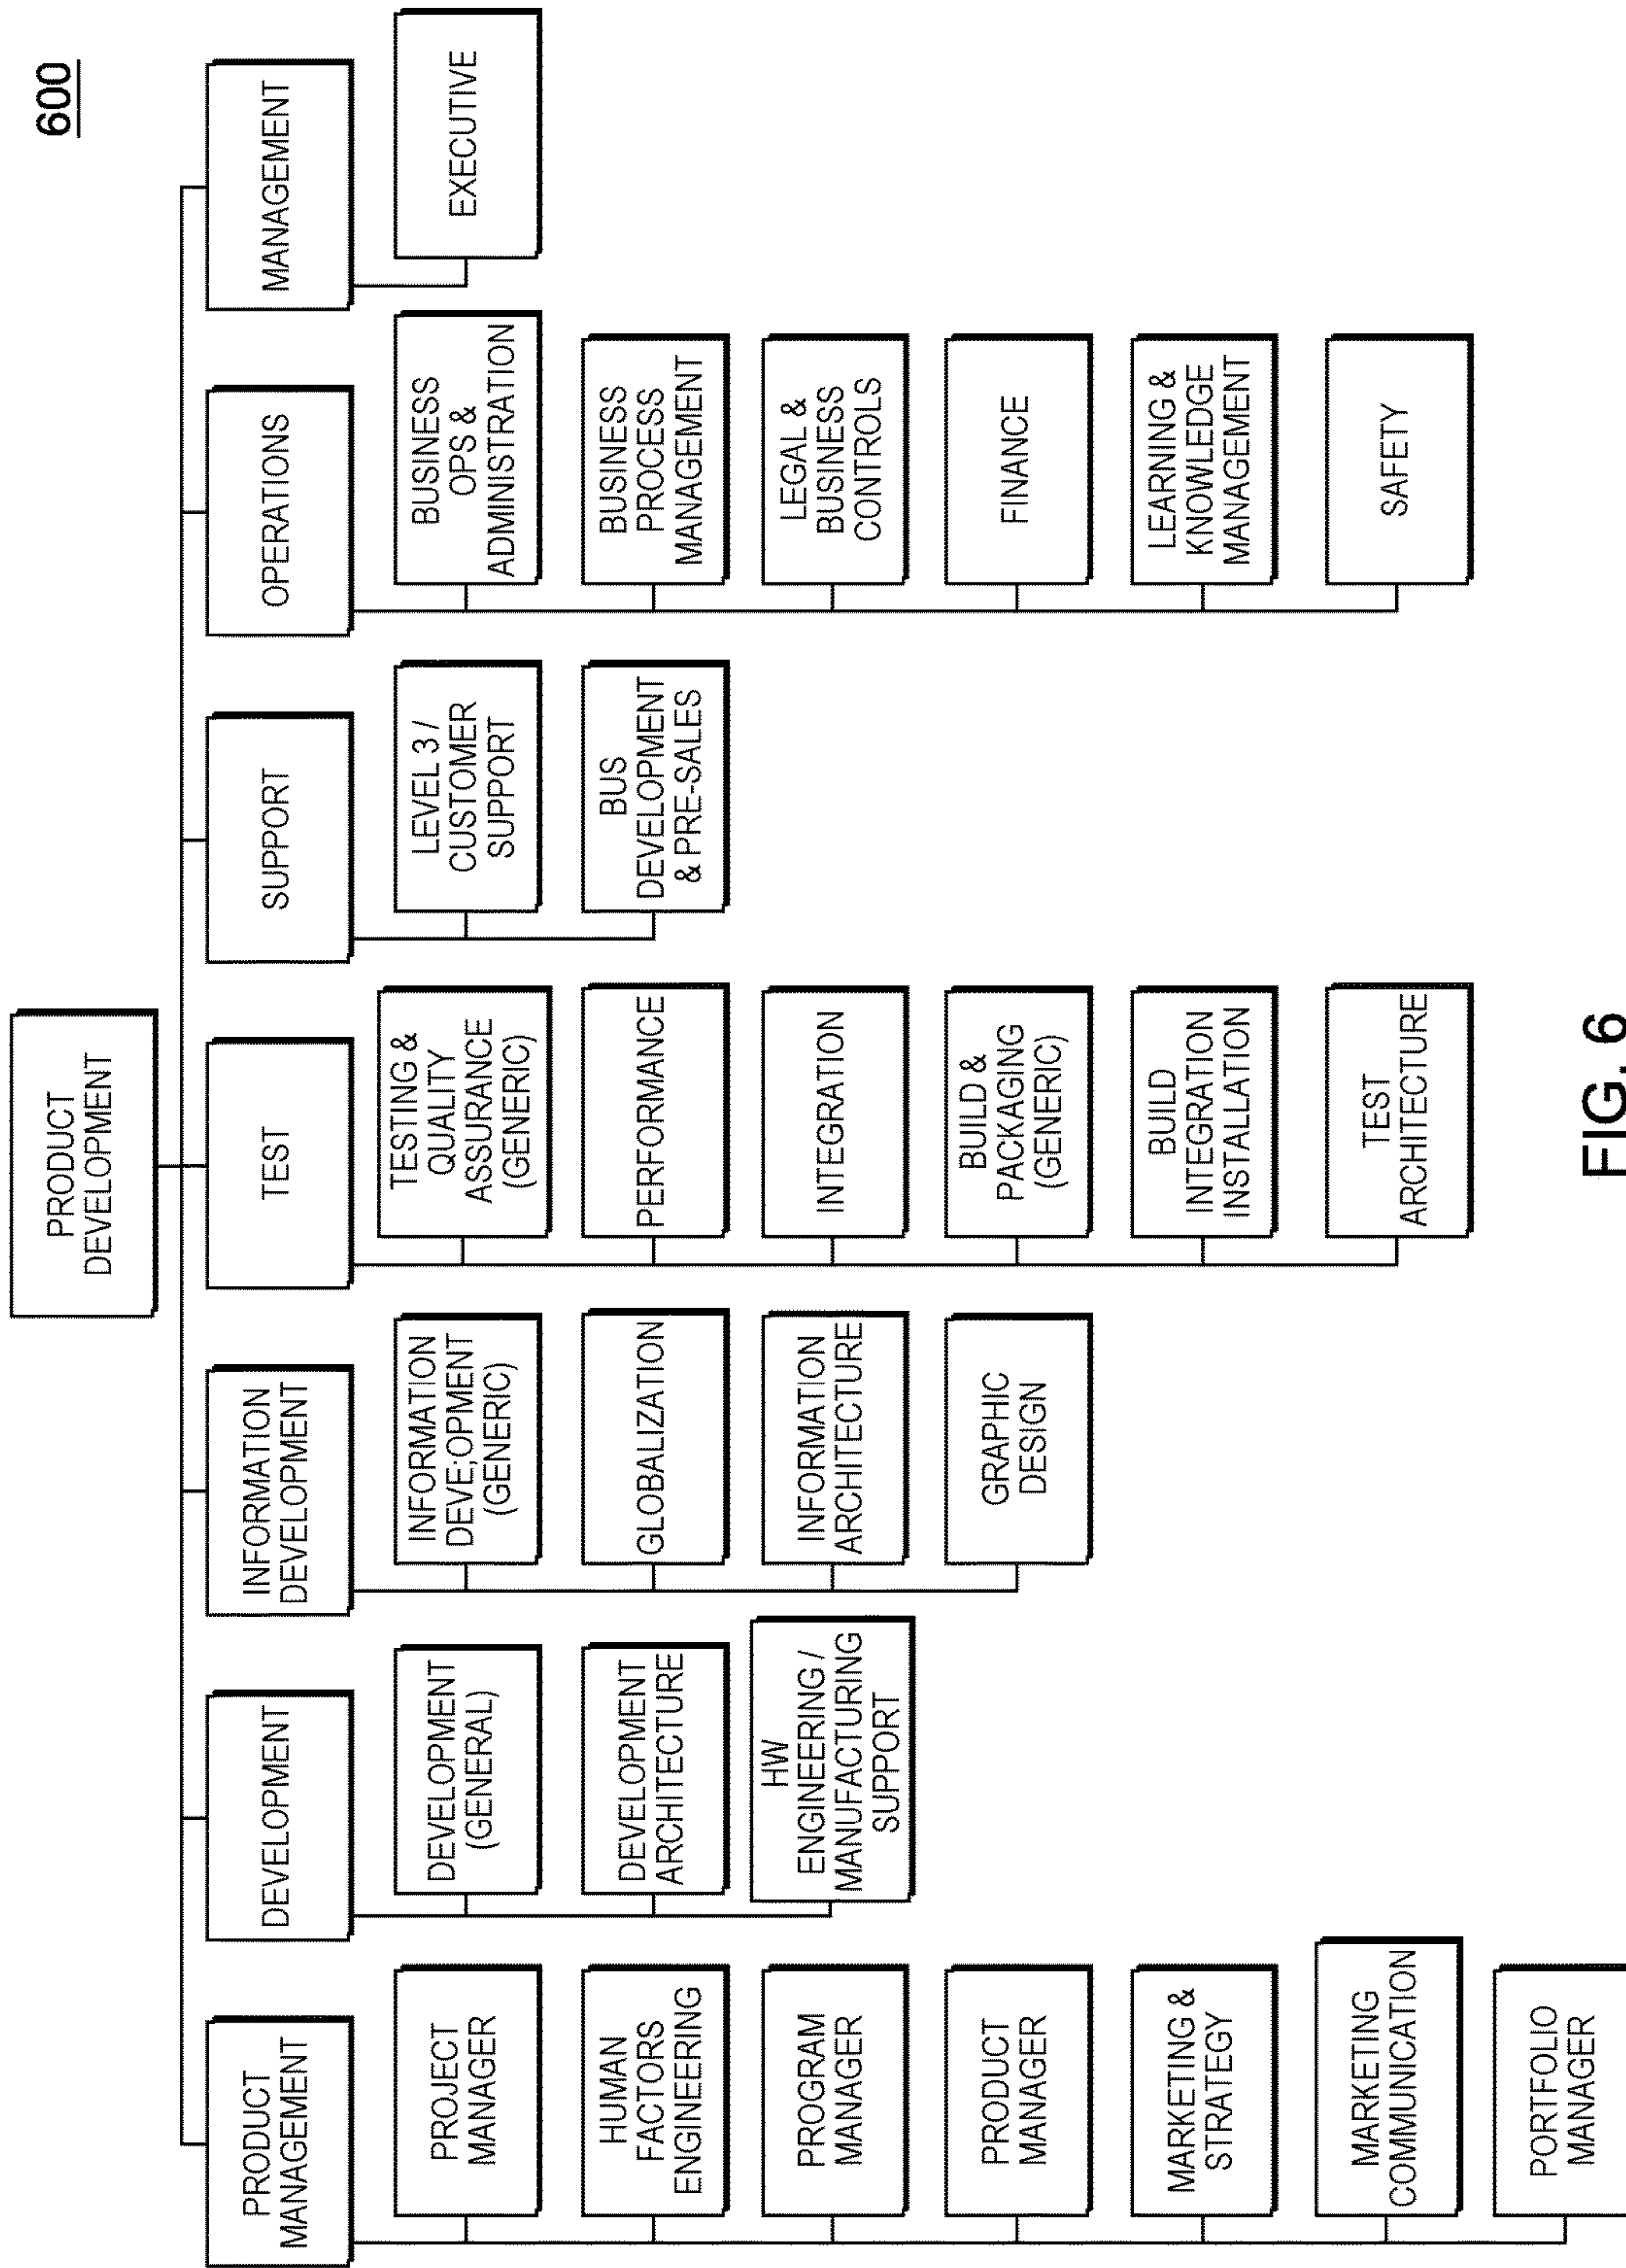 600
PRODUCT
DEVELOPMENT
PRODUCT
MANAGEMENT
PROJECT
MANAGER
HUMAN
FACTORS
ENGINEERING
PROGRAM
MANAGER
PRODUCT
MANAGER
MARKETING &
STRATEGY
MARKETING
COMMUNICATION
PORTFOLIO
MANAGER
DEVELOPMENT
DEVELOPMENT
(GENERAL)
DEVELOPMENT
ARCHITECTURE
HW
ENGINEERING /
MANUFACTURING
SUPPORT
INFORMATION
DEVELOPMENT
INFORMATION
DEVE;OPMENT
(GENERIC)
GLOBALIZATION
INFORMATION
ARCHITECTURE
GRAPHIC
DESIGN
TEST
TESTING &
QUALITY
ASSURANCE
(GENERIC)
PERFORMANCE
INTEGRATION
BUILD &
PACKAGING
(GENERIC)
BUILD
INTEGRATION
INSTALLATION
TEST
ARCHITECTURE
SUPPORT
LEVEL 3 /
CUSTOMER
SUPPORT
BUS
DEVELOPMENT
& PRE-SALES
OPERATIONS
BUSINESS
OPS &
ADMINISTRATION
BUSINESS
PROCESS
MANAGEMENT
LEGAL &
BUSINESS
CONTROLS
FINANCE
LEARNING &
KNOWLEDGE
MANAGEMENT
SAFETY
MANAGEMENT
EXECUTIVE
FIG. 6